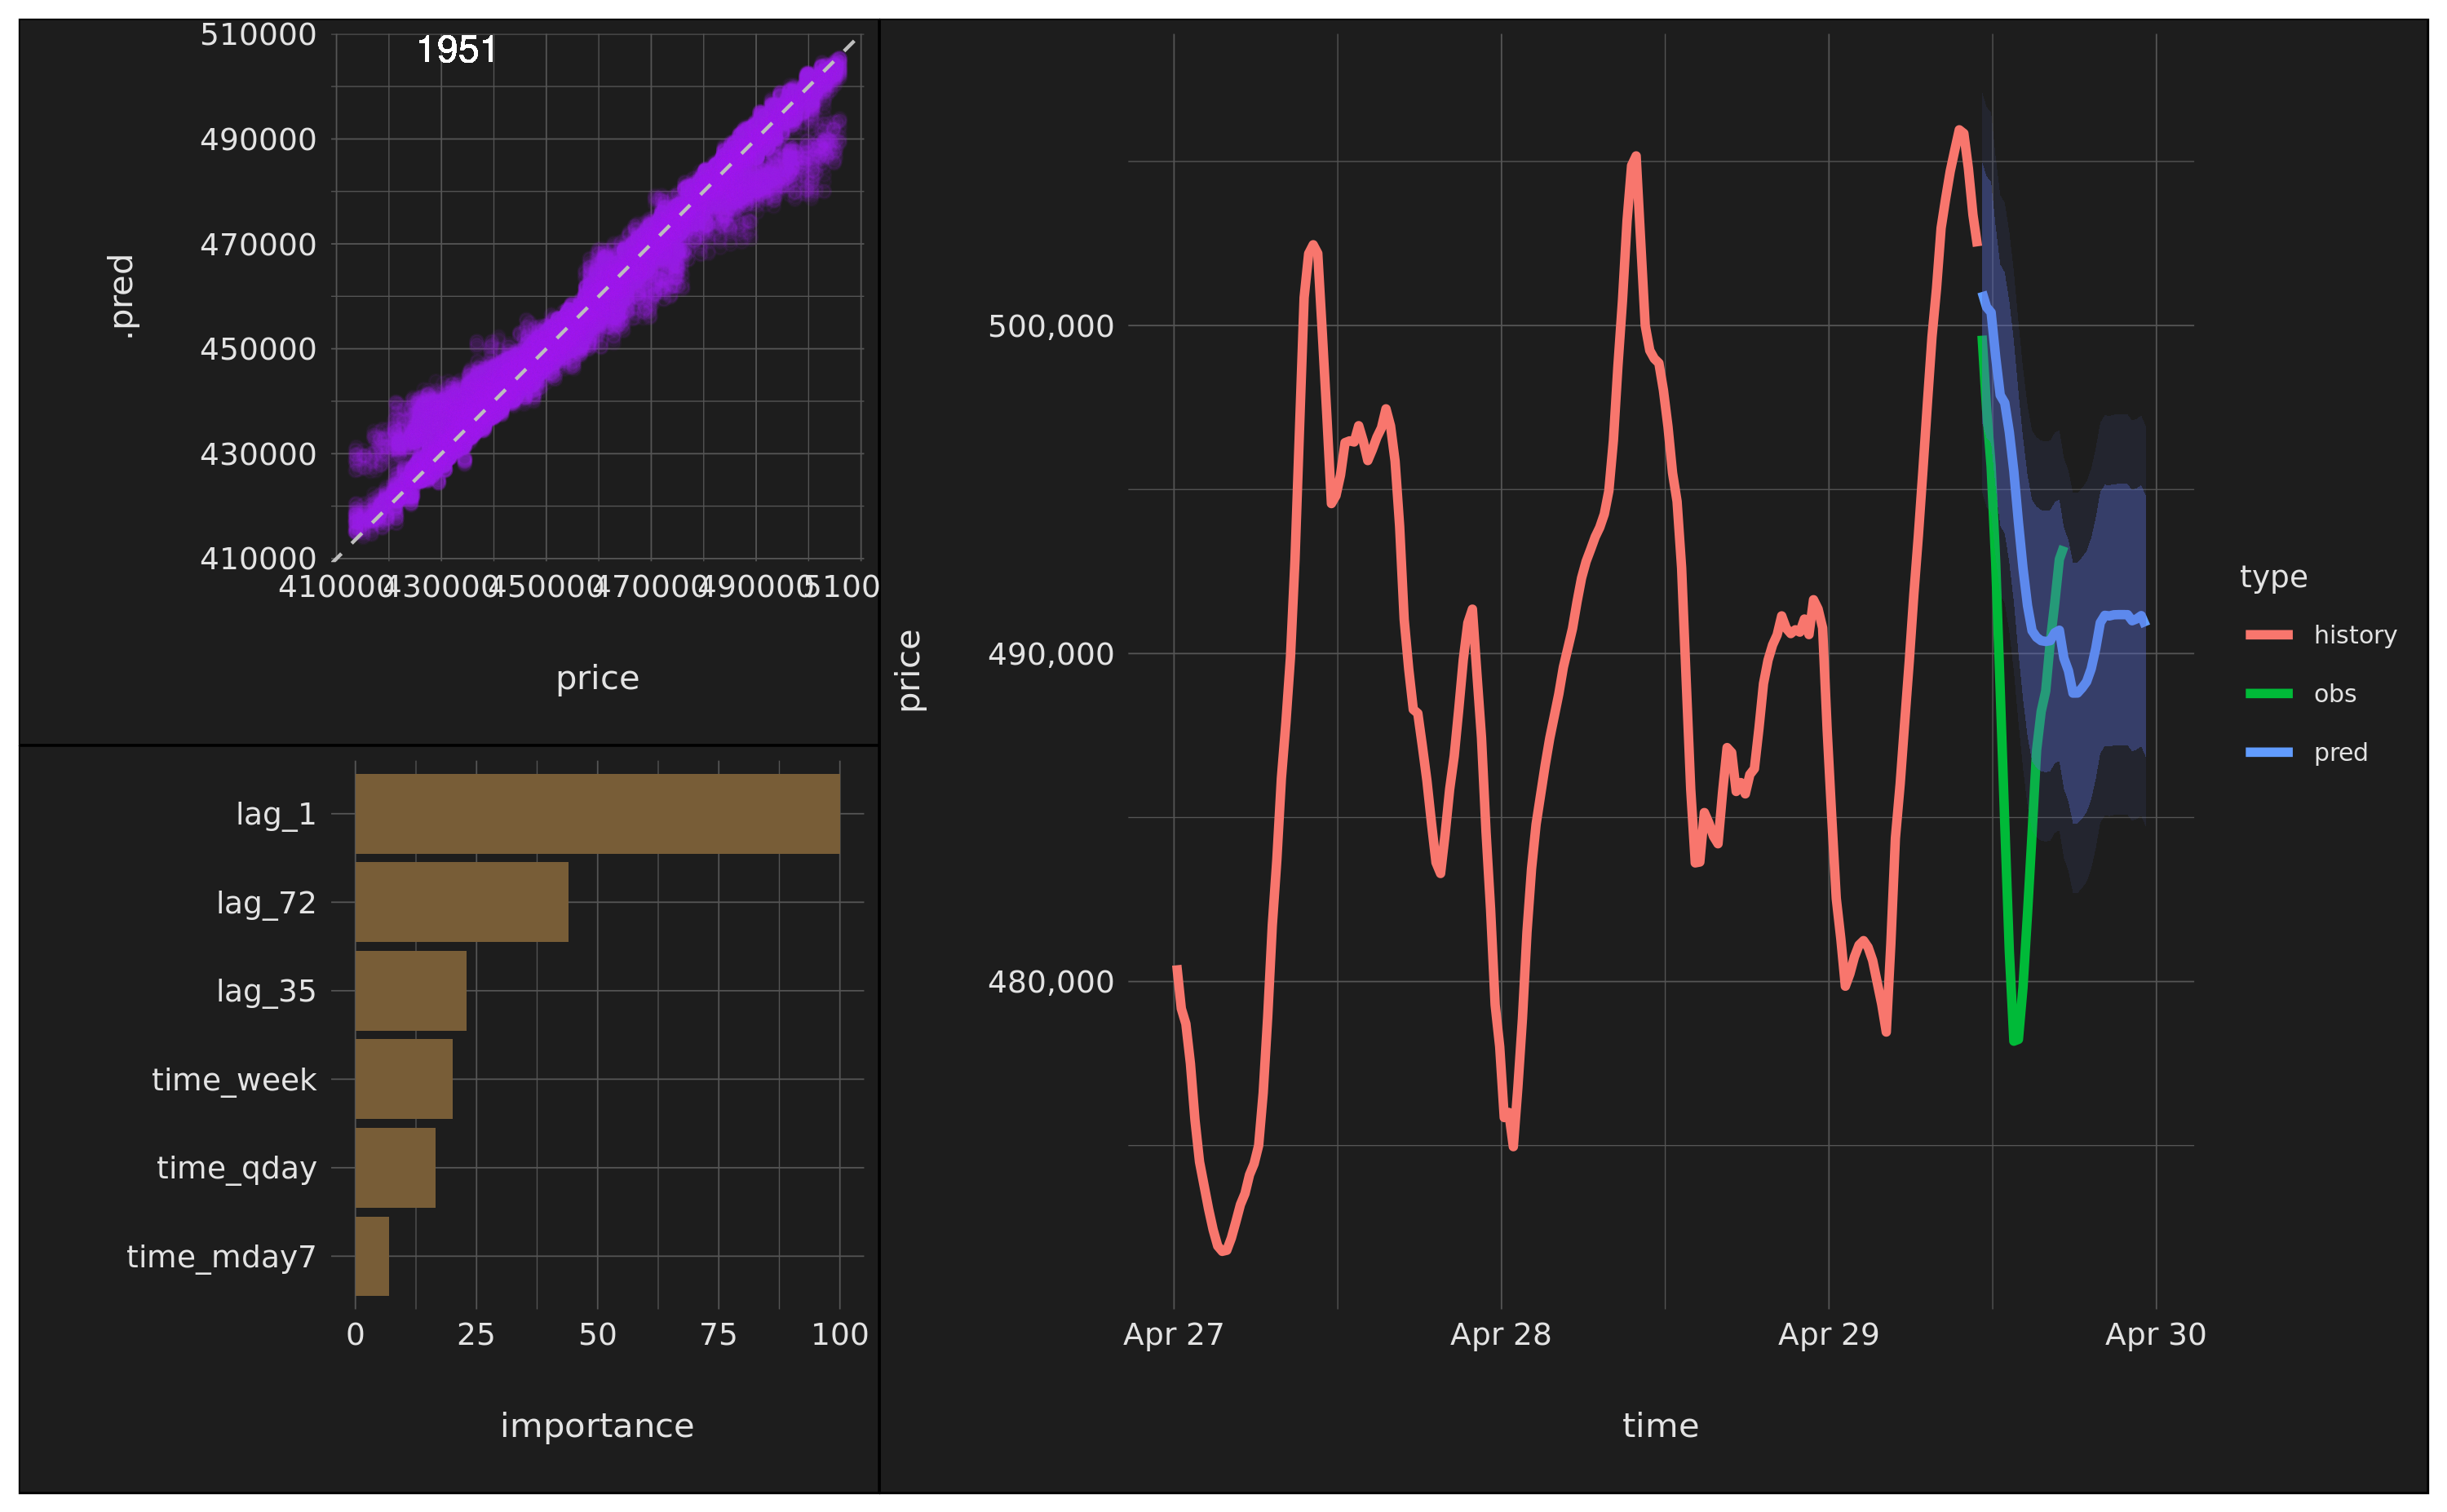 510000
490000
470000
450000
430000
410000
.pred
1951
410000 430000 450000 470000 490000 5100
price
lag_1
lag_72
lag_35
time_week
time_qday
time_mday7
0 25 50 75 100
importance
price
500,000
490,000
480,000
Apr 27 Apr 28 Apr 29 Apr 30
time
type
history
obs
pred